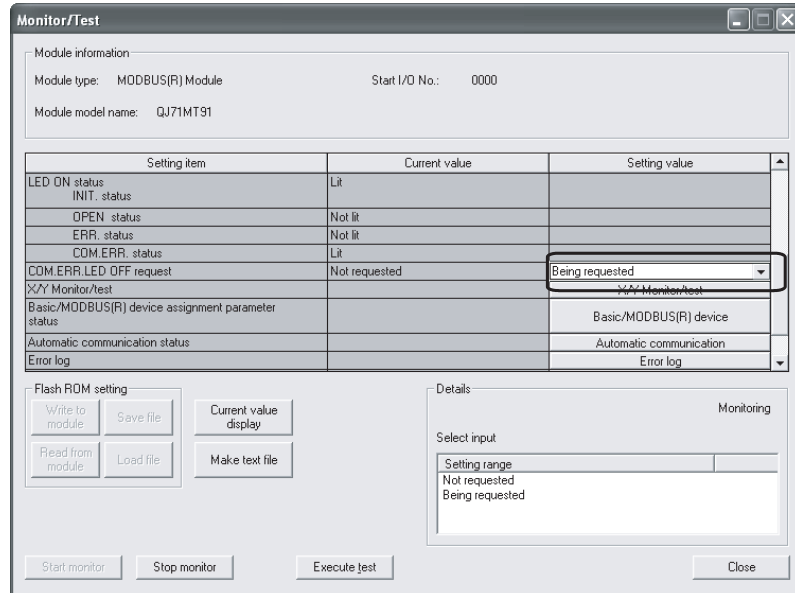 Monitor/Test
Module information
Module type: MODBUS(R) Module Start I/O No.: 0000
Module model name: QJ71MT91
Setting item Current value Setting value
LED ON status Lit
INIT. status
OPEN status Not lit
ERR. status Not lit
COM.ERR. status Lit
COM.ERR.LED OFF request Not requested Being requested
X/Y Monitor/test X/Y Monitor/test
Basic/MODBUS(R) device assignment parameter
status Basic/MODBUS(R) device
Automatic communication status Automatic communication
Error log Error log
Flash ROM setting
Write to
module
Save file
Current value
display
Read from
module
Load file
Make text file
Details
Monitoring
Select input
Setting range
Not requested
Being requested
Start monitor Stop monitor Execute test Close